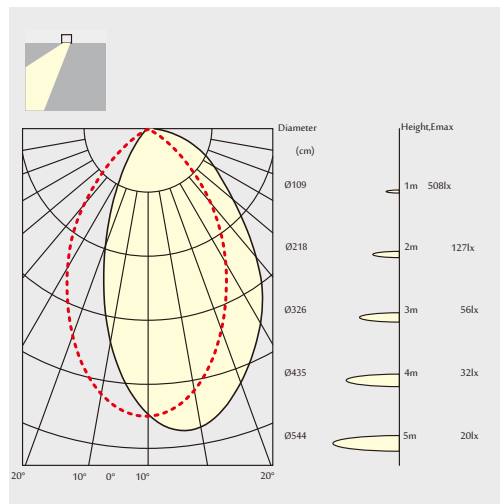 Diameter Height,Emax
(cm)
Ø109 1m 508lx
Ø218 2m 127lx
Ø326 3m 56lx
Ø435 4m 32lx
Ø544 5m 20lx
20° 10° 0° 10° 20°